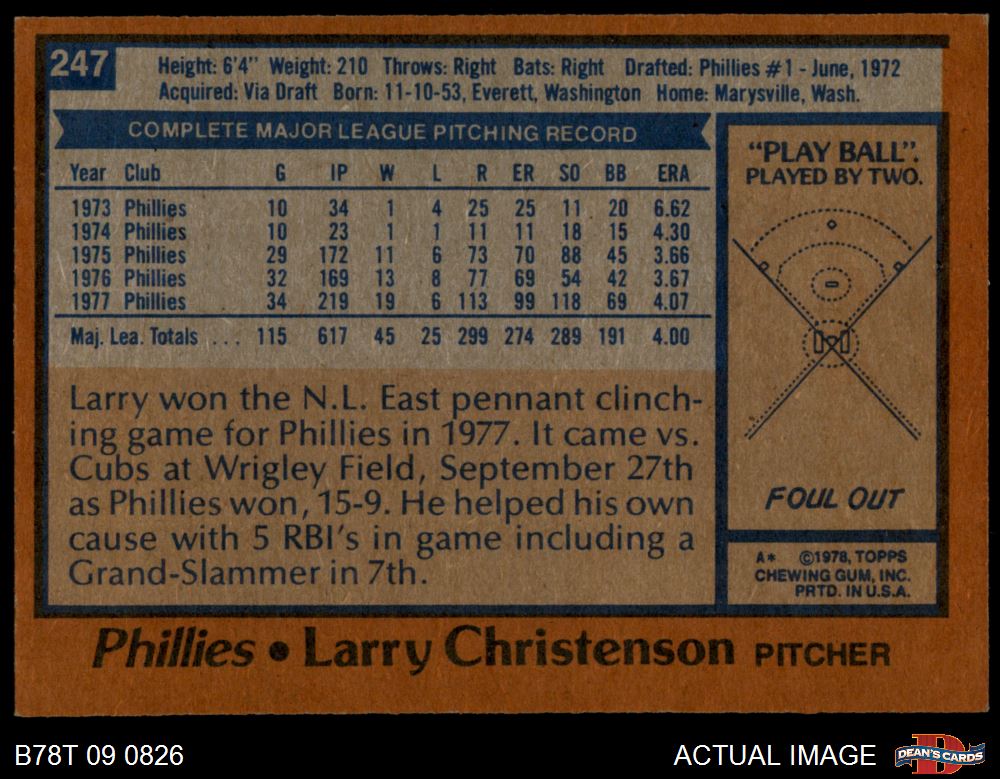 247
Height: 6'4" Weight: 210 Throws: Right Bats: Right Drafted: Phillies #1 - June, 1972
Acquired: Via Draft Born: 11-10-53, Everett, Washington Home: Marysville, Wash.
COMPLETE MAJOR LEAGUE PITCHING RECORD
Year Club G IP W L R ER SO BB ERA
1973 Phillies 10 34 1 4 25 25 11 20 6.62
1974 Phillies 10 23 1 1 11 11 18 15 4.30
1975 Phillies 29 172 11 6 73 70 88 45 3.66
1976 Phillies 32 169 13 8 77 69 54 42 3.67
1977 Phillies 34 219 19 6 113 99 118 69 4.07
Maj. Lea. Totals ... 115 617 45 25 299 274 289 191 4.00
Larry won the N.L. East pennant clinch-
ing game for Phillies in 1977. It came vs.
Cubs at Wrigley Field, September 27th
as Phillies won, 15-9. He helped his own
cause with 5 RBI's in game including a
Grand-Slammer in 7th.
"PLAY BALL".
PLAYED BY TWO.
FOUL OUT
A* ©1978, TOPPS
CHEWING GUM, INC.
PRTD. IN U.S.A.
Phillies • Larry Christenson PITCHER
B78T 09 0826
ACTUAL IMAGE
DEAN'S CARDS